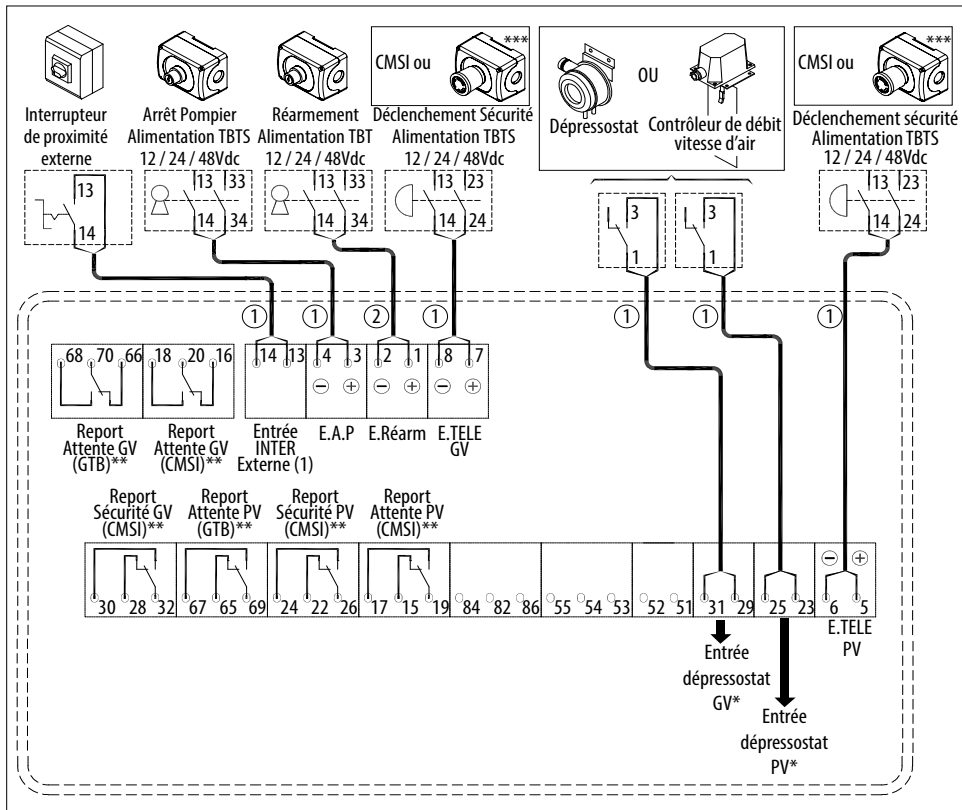 Interrupteur
de proximité
externe
Arrêt Pompier
Alimentation TBTS
12 / 24 / 48Vdc
Réarmement
Alimentation TBT
12 / 24 / 48Vdc
CMSI ou
***
Déclenchement Sécurité
Alimentation TBTS
12 / 24 / 48Vdc
OU
Dépressostat
Contrôleur de débit
vitesse d'air
CMSI ou
***
Déclenchement sécurité
Alimentation TBTS
12 / 24 / 48Vdc
13
14
13 33
14 34
13 33
14 34
13 23
14 24
3
1
3
1
13 23
14 24
1
1
2
1
1
1
1
68 70 66
18 20 16
14 13
4 3
2 1
8 7
− +
− +
− +
Report
Attente GV
(GTB)**
Report
Attente GV
(CMSI)**
Entrée
INTER
Externe (1)
E.A.P
E.Réarm
E.TELE
GV
Report
Sécurité GV
(CMSI)**
Report
Attente PV
(GTB)**
Report
Sécurité PV
(CMSI)**
Report
Attente PV
(CMSI)**
− +
30 28 32
67 65 69
24 22 26
17 15 19
84 82 86
55 54 53
52 51
31 29
25 23
6 5
E.TELE
PV
Entrée
dépressostat
GV*
Entrée
dépressostat
PV*